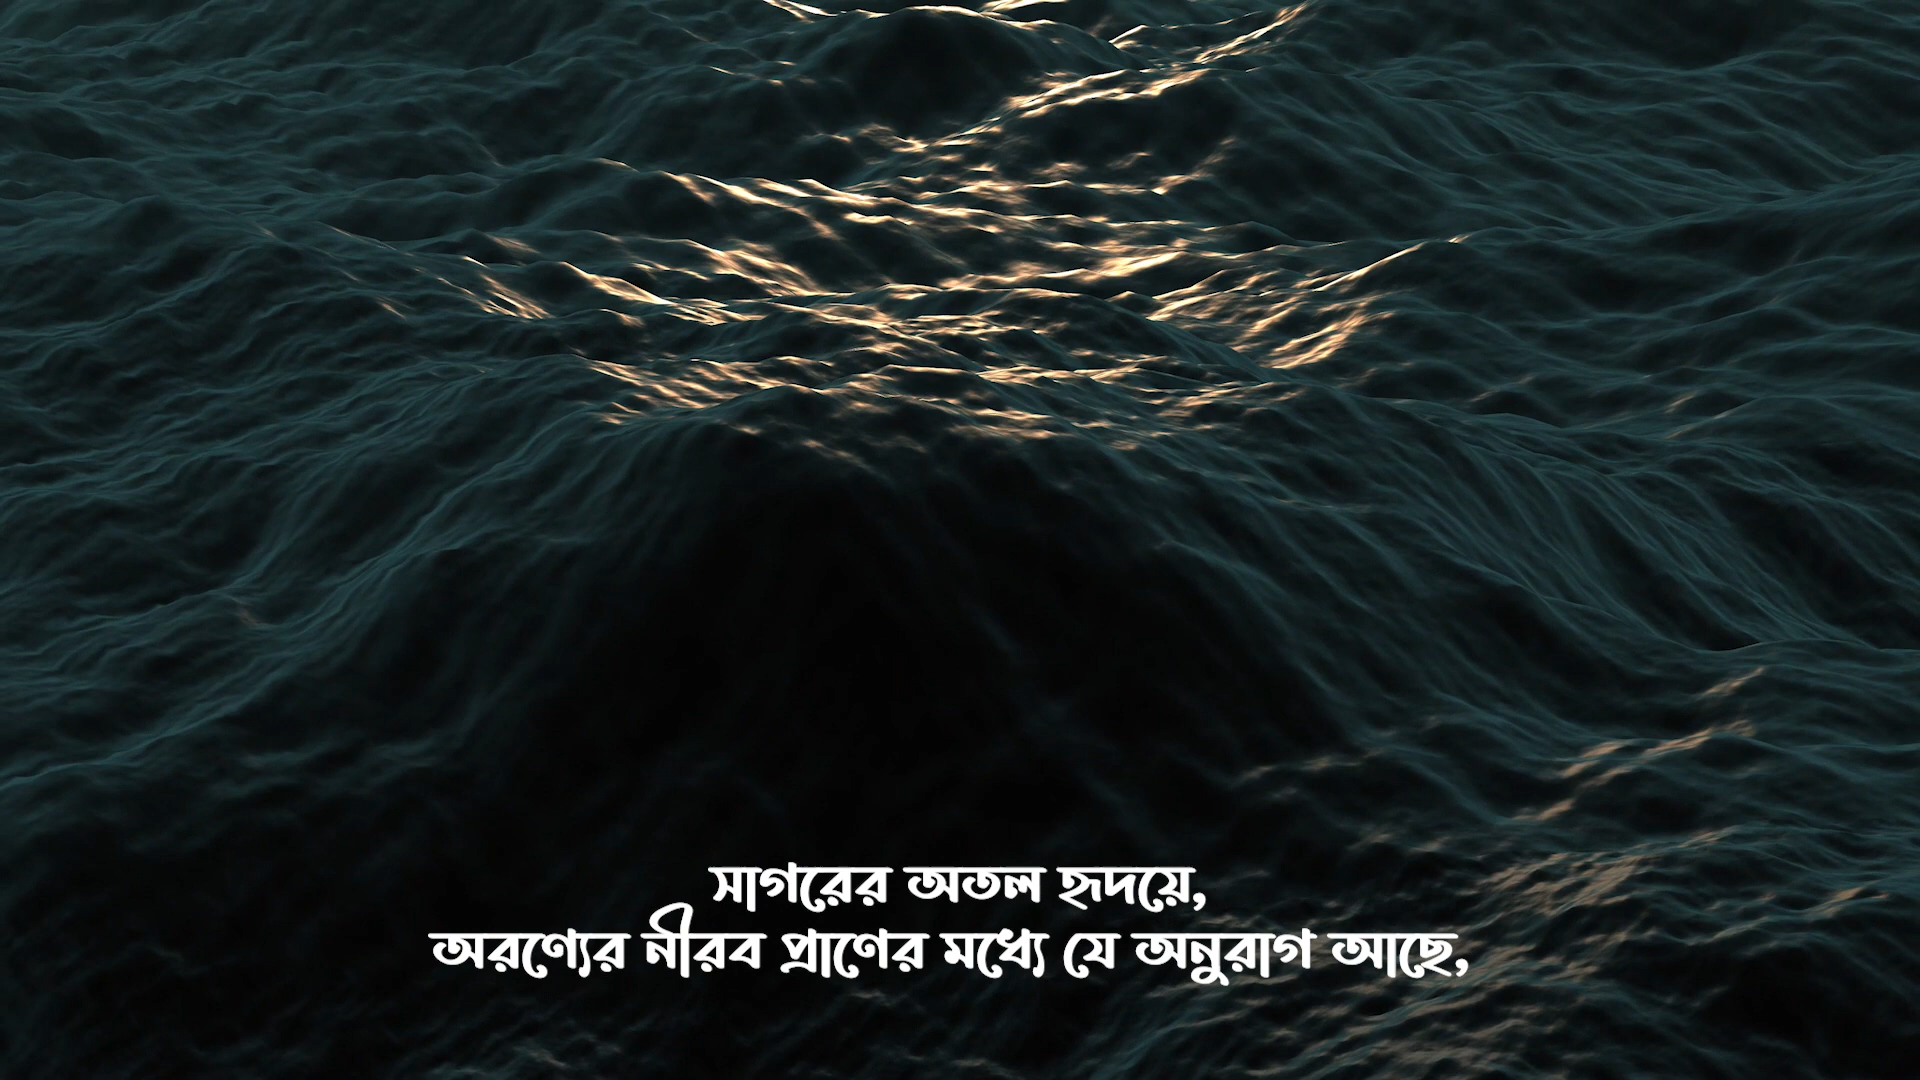 সাগরের অতল হৃদয়ে,
অরণ্যের নীরব প্রাণের মধ্যে যে অনুরাগ আছে,